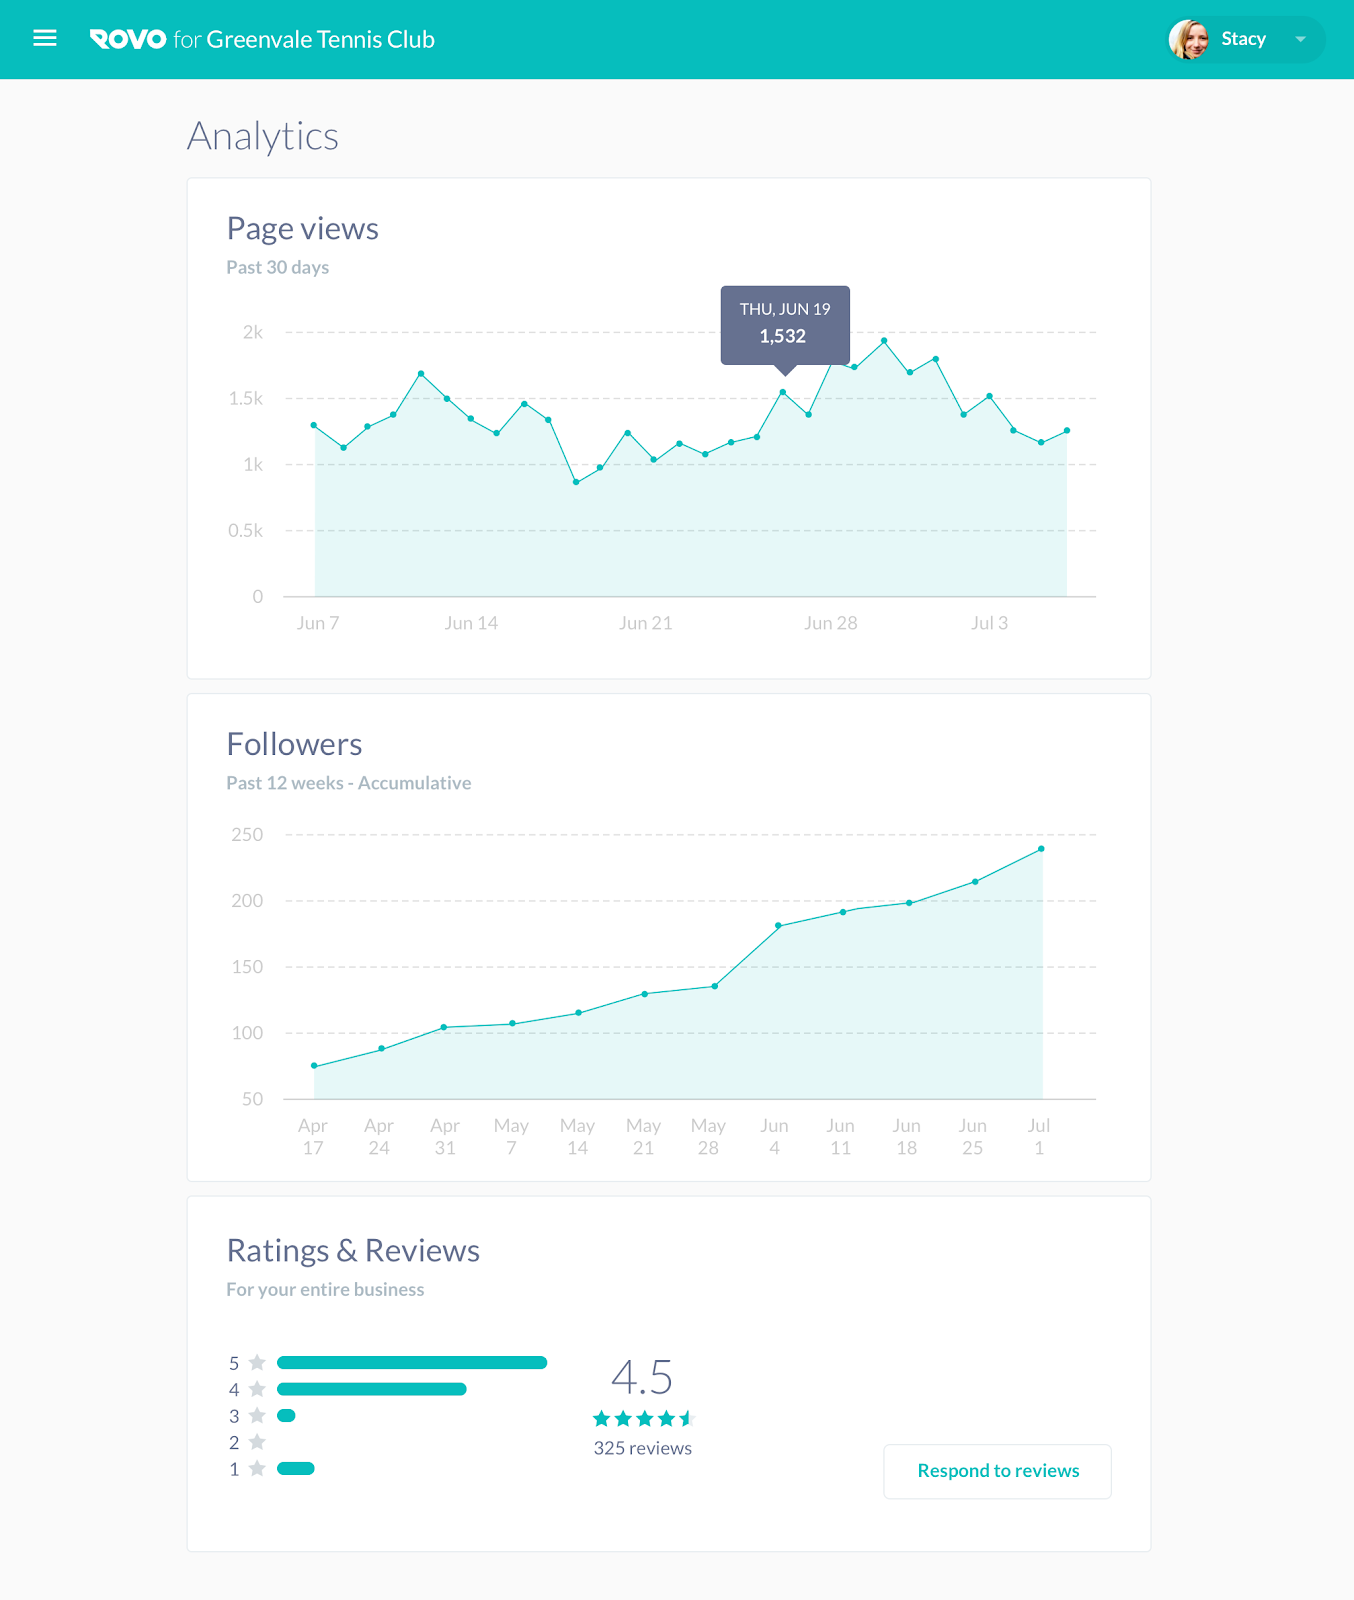 ROVO for Greenvale Tennis Club
Stacy
Analytics
Page views
Past 30 days
THU, JUN 19
1,532
2k
1.5k
1k
0.5k
0
Jun 7 Jun 14 Jun 21 Jun 28 Jul 3
Followers
Past 12 weeks - Accumulative
250
200
150
100
50
Apr Apr Apr May May May May Jun Jun Jun Jun Jul
17 24 31 7 14 21 28 4 11 18 25 1
Ratings & Reviews
For your entire business
5
4
3
2
1
4.5
325 reviews
Respond to reviews